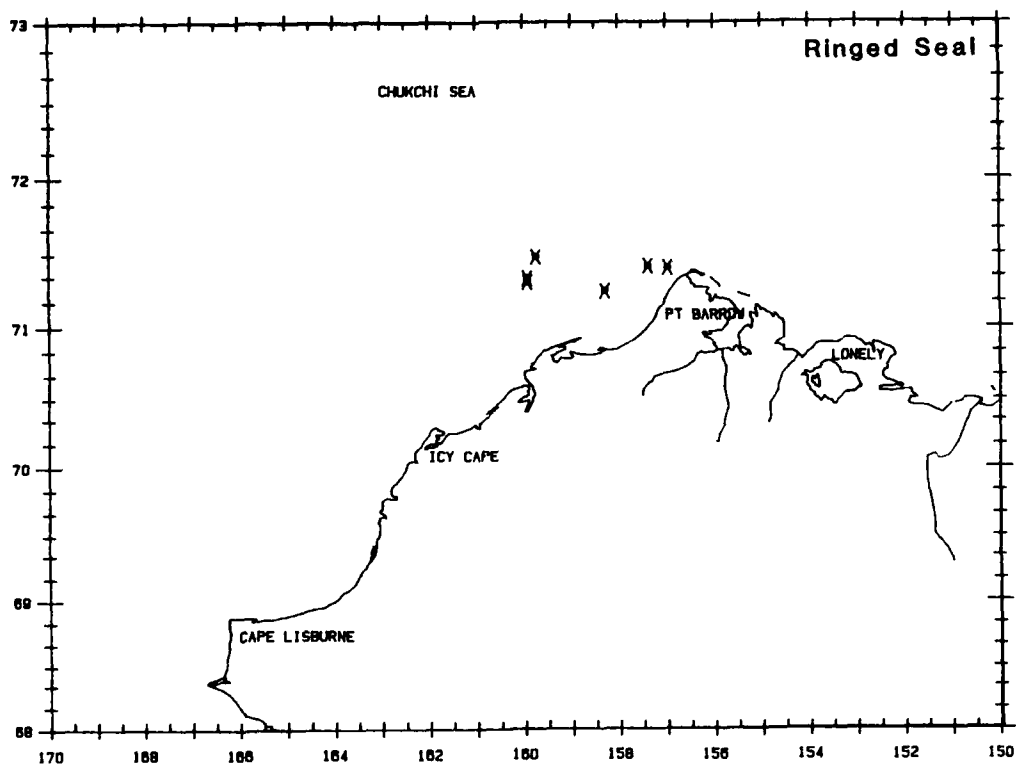 73
Ringed Seal
CHUKCHI SEA
72
71
PT BARROW
LONELY
ICY CAPE
70
69
CAPE LISBURNE
68
170 168 166 164 162 160 158 156 154 152 150